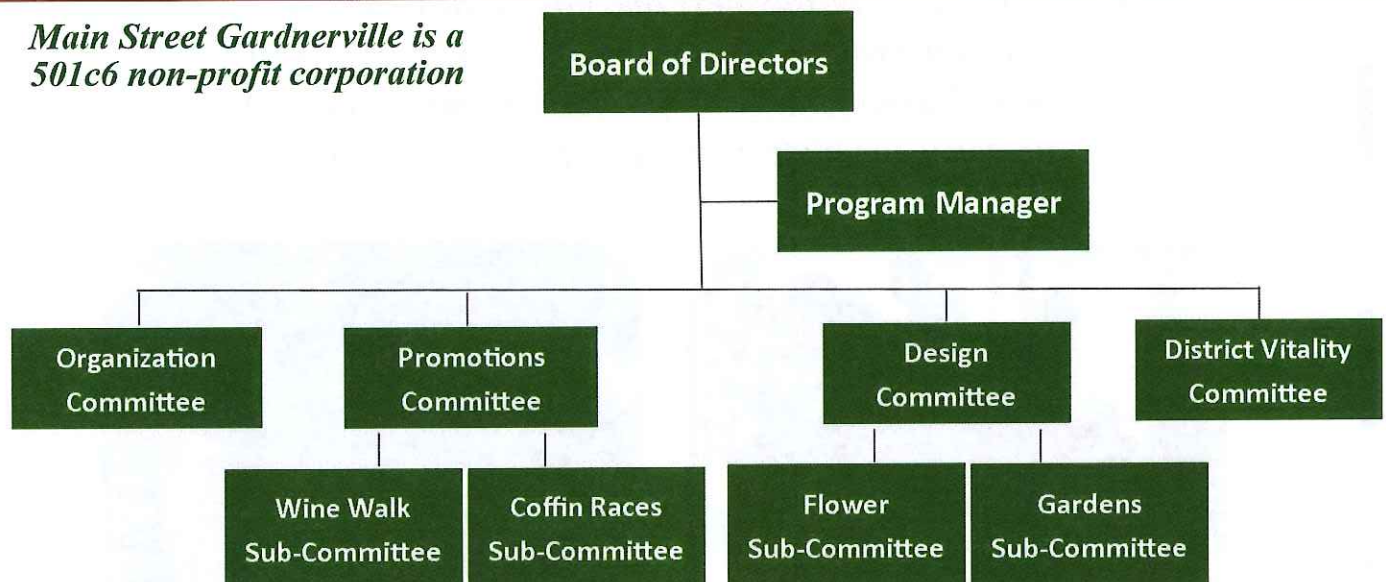 Main Street Gardnerville is a
501c6 non-profit corporation
Board of Directors
Program Manager
Organization
Committee
Promotions
Committee
Design
Committee
District Vitality
Committee
Wine Walk
Sub-Committee
Coffin Races
Sub-Committee
Flower
Sub-Committee
Gardens
Sub-Committee